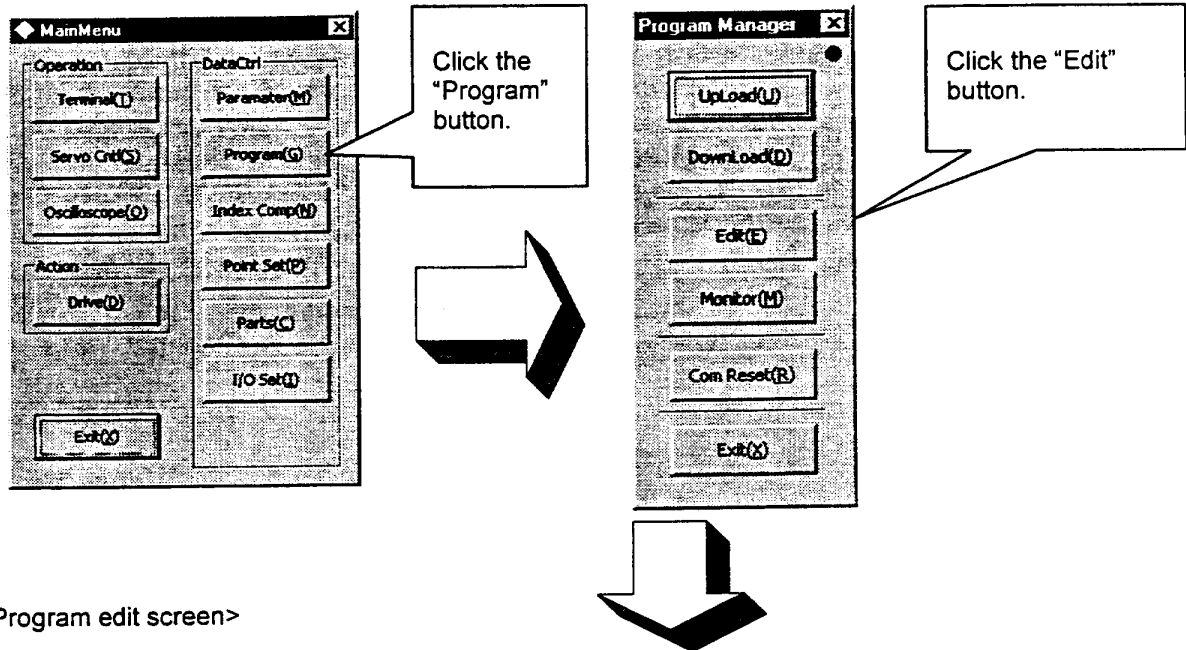 MainMenu
Operation
Terminal(T)
Servo Cntl(S)
Oscilloscope(O)
Action
Drive(D)
Exit(X)
DataCtrl
Paramater(M)
Program(G)
Index Comp(N)
Point Set(P)
Parts(C)
I/O Set(I)
Click the
“Program”
button.
Program Manager
UpLoad(U)
DownLoad(D)
Edit(E)
Monitor(M)
Com Reset(R)
Exit(X)
Click the “Edit”
button.
Program edit screen>